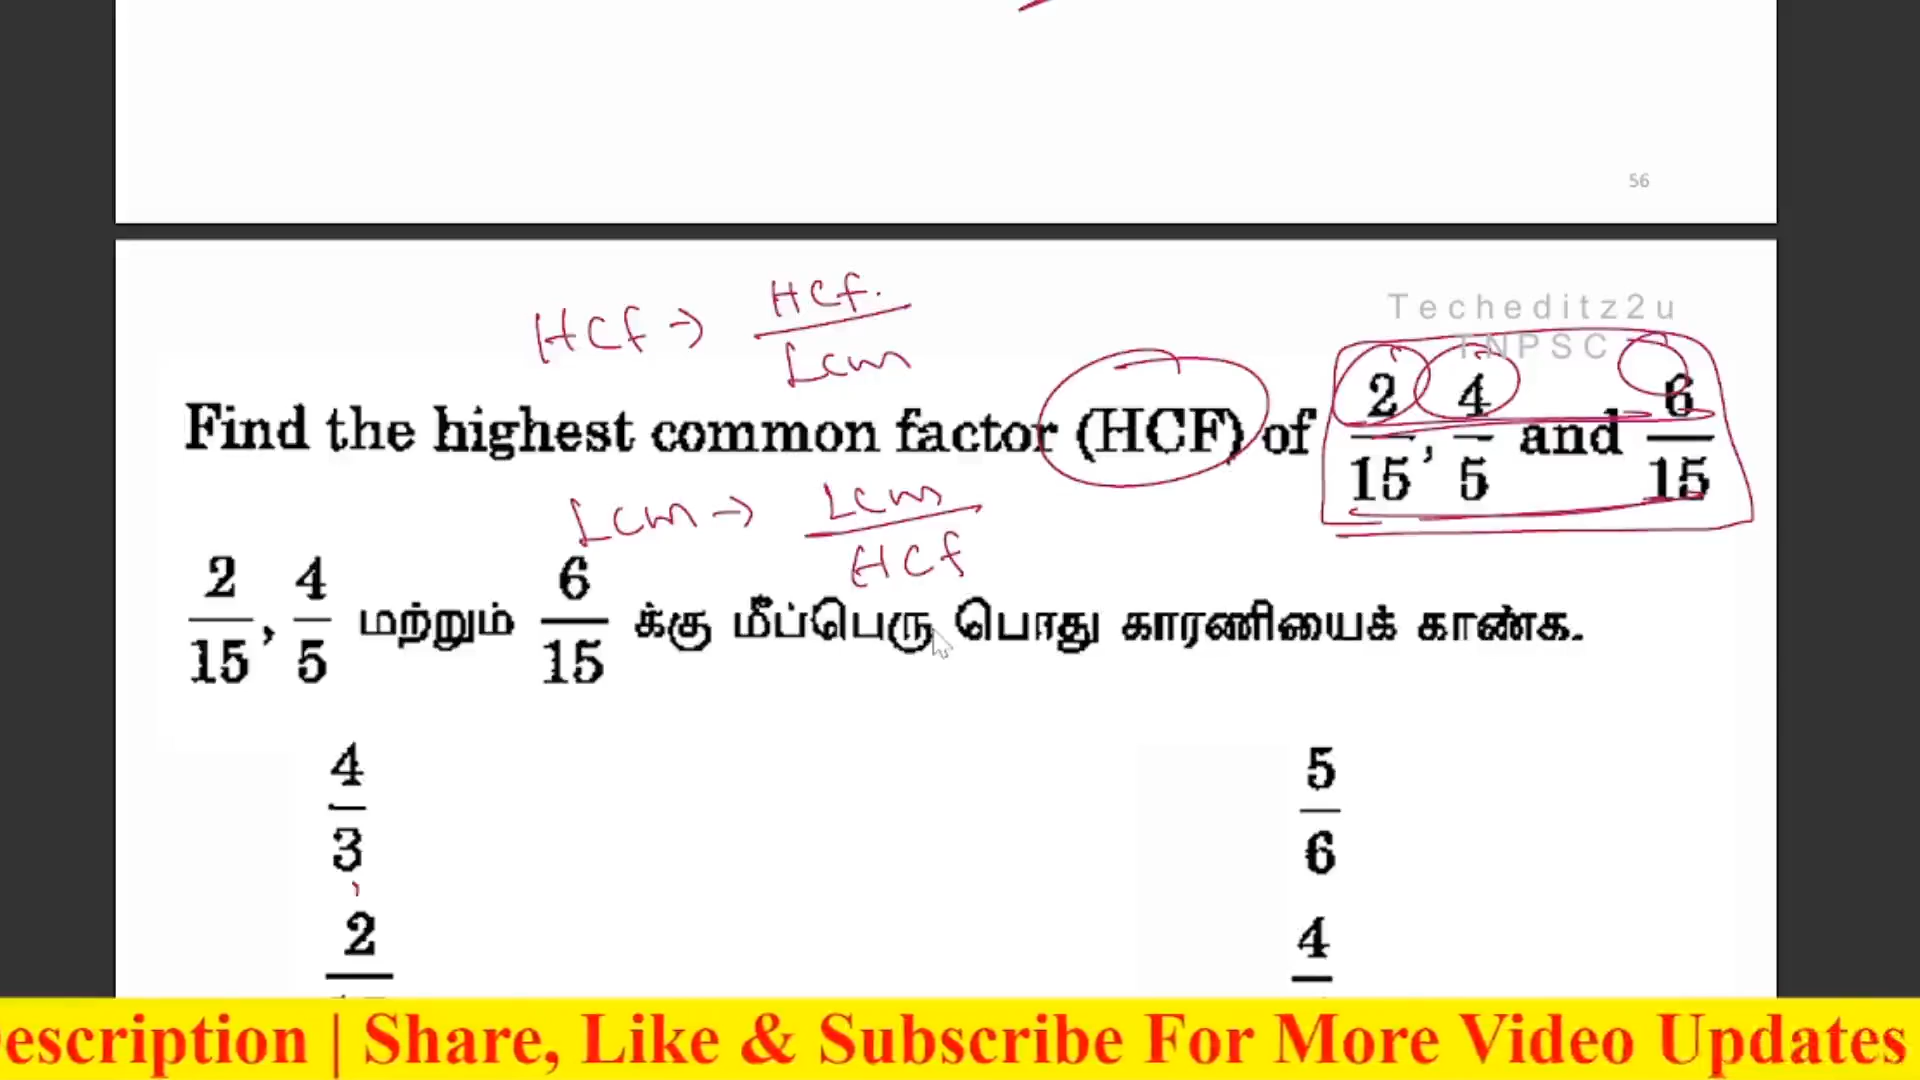 56
HCf → HCf.
Lcm
Techeditz2u
TNPSC
Find the highest common factor (HCF) of 2/15, 4/5 and 6/15
Lcm → Lcm
HCf
2/15, 4/5 மற்றும் 6/15 க்கு மீப்பெரு பொது காரணியைக் காண்க.
4/3 5/6
2 4
escription | Share, Like & Subscribe For More Video Updates